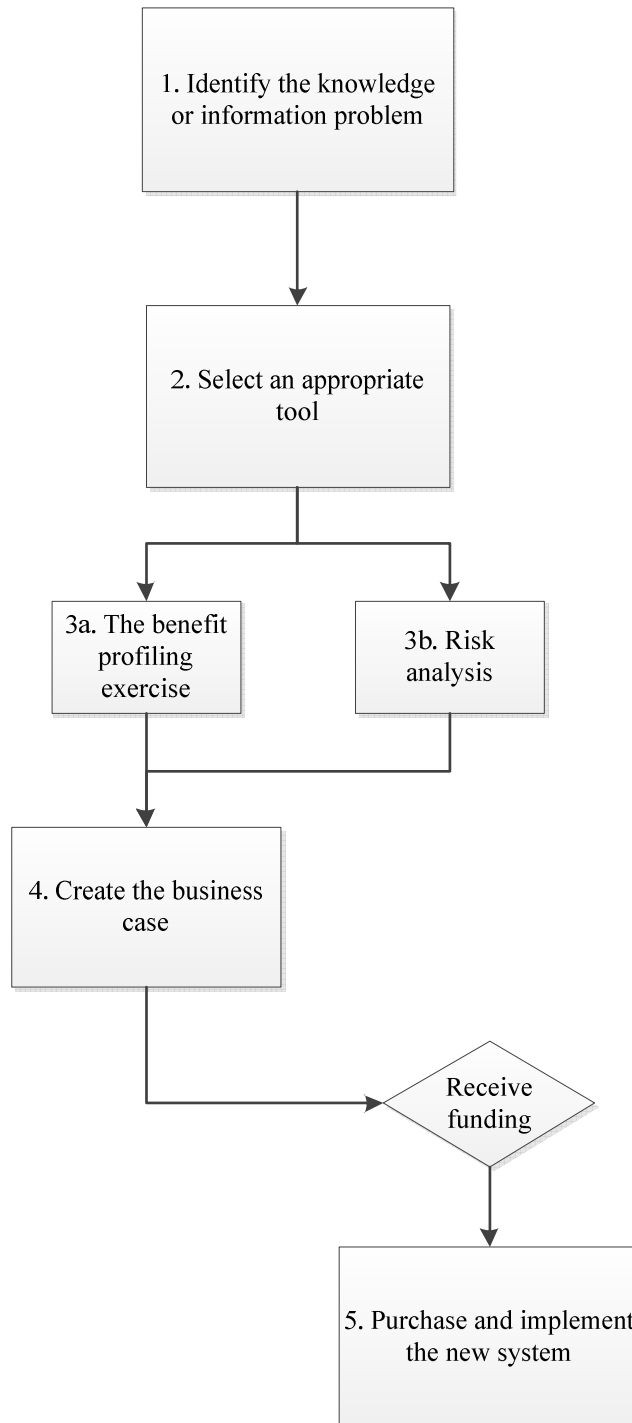 1. Identify the knowledge
or information problem
2. Select an appropriate
tool
3a. The benefit
profiling
exercise
3b. Risk
analysis
4. Create the business
case
Receive
funding
5. Purchase and implement
the new system